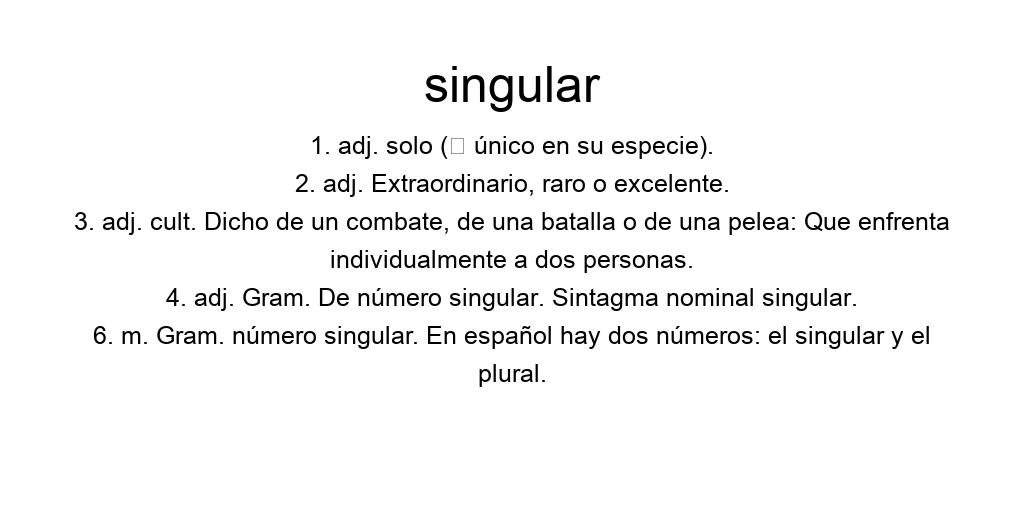 singular
1. adj. solo (□ único en su especie).
2. adj. Extraordinario, raro o excelente.
3. adj. cult. Dicho de un combate, de una batalla o de una pelea: Que enfrenta
individualmente a dos personas.
4. adj. Gram. De número singular. Sintagma nominal singular.
6. m. Gram. número singular. En español hay dos números: el singular y el
plural.